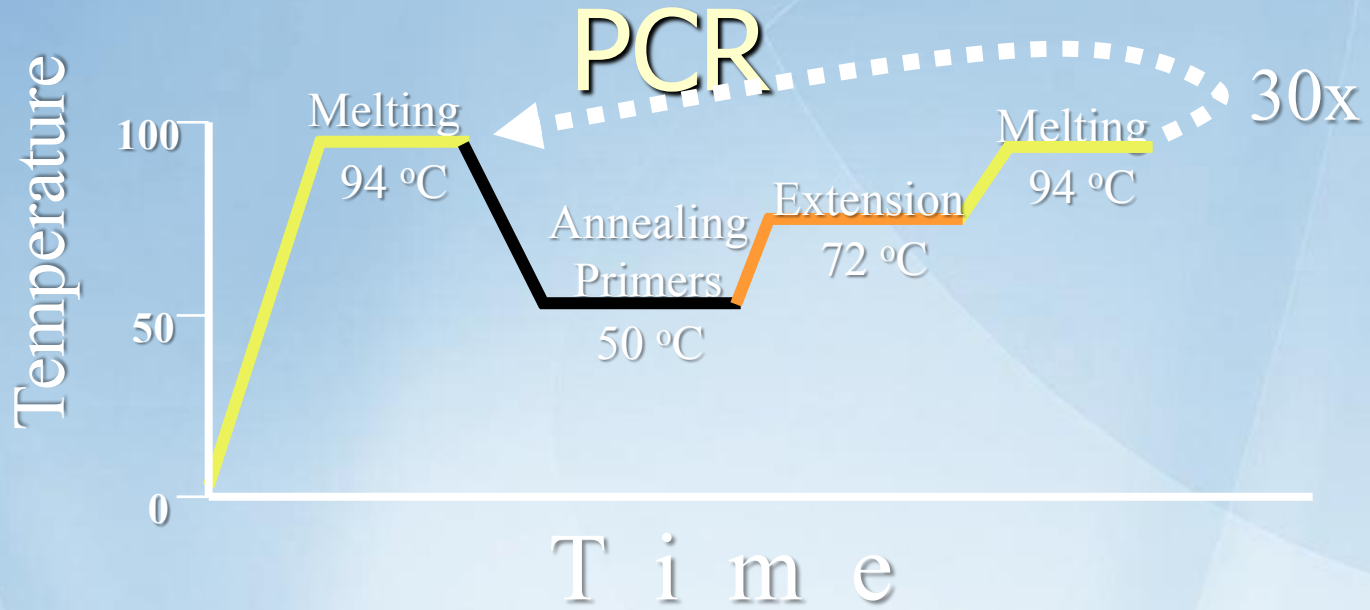 PCR
30x
Temperature
100
50
0
Melting
94 ºC
Annealing
Primers
50 ºC
Extension
72 ºC
Melting
94 ºC
Time